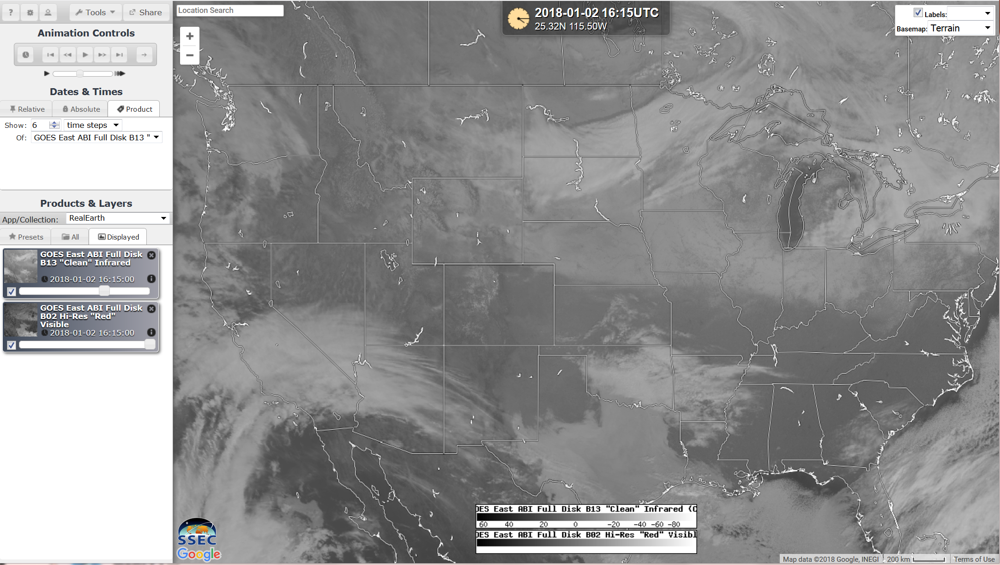 Tools
Share
Animation Controls
Dates & Times
Relative
Absolute
Product
Show: 6 time steps
Of: GOES East ABI Full Disk B13 "
Products & Layers
App/Collection: RealEarth
Presets
All
Displayed
GOES East ABI Full Disk
B13 "Clean" Infrared
2018-01-02 16:15:00
GOES East ABI Full Disk
B02 Hi-Res "Red"
Visible
2018-01-02 16:15:00
Location Search
+
−
2018-01-02 16:15UTC
25.32N 115.50W
Labels:
Basemap: Terrain
OES East ABI Full Disk B13 "Clean" Infrared (C
60 40 20 0 -20 -40 -60 -80
OES East ABI Full Disk B02 Hi-Res "Red" Visibl
SSEC
Google
Map data ©2018 Google, INEGI 200 km Terms of Use